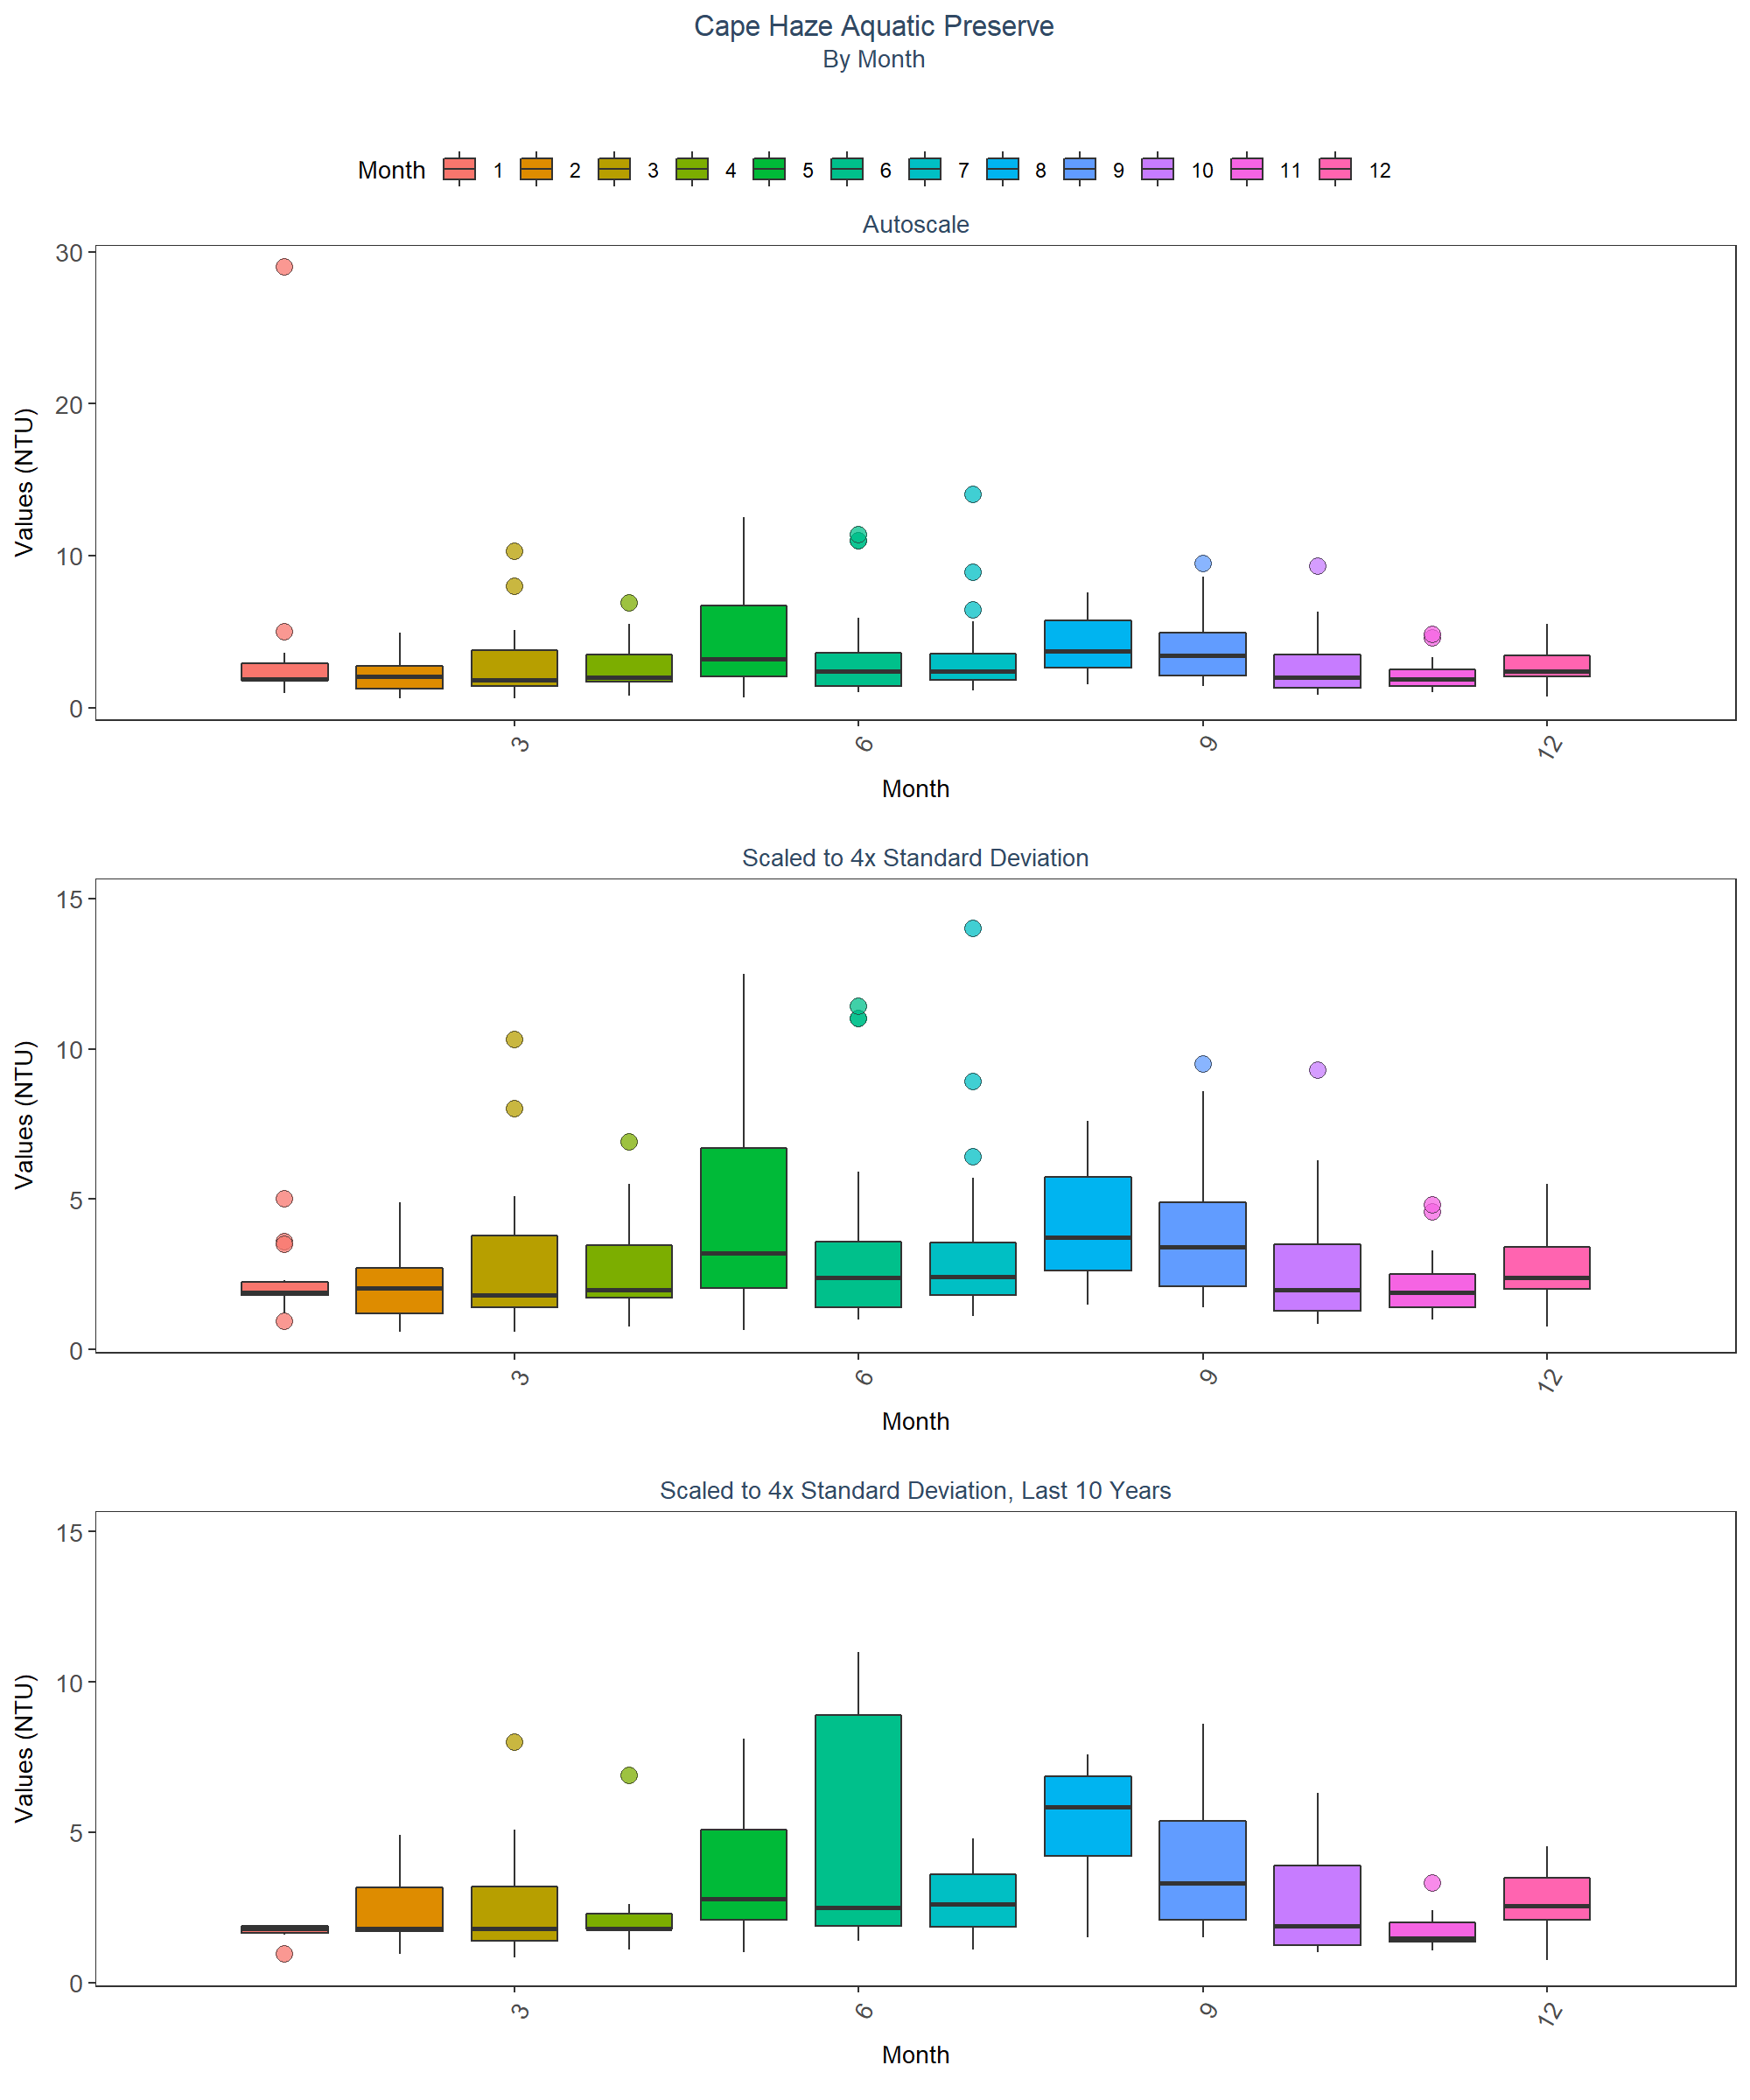 Cape Haze Aquatic Preserve
By Month
Month 1 2 3 4 5 6 7 8 9 10 11 12
Autoscale
30
20
10
0
Values (NTU)
3 6 9 12
Month
Scaled to 4x Standard Deviation
15
10
5
0
Values (NTU)
3 6 9 12
Month
Scaled to 4x Standard Deviation, Last 10 Years
15
10
5
0
Values (NTU)
3 6 9 12
Month